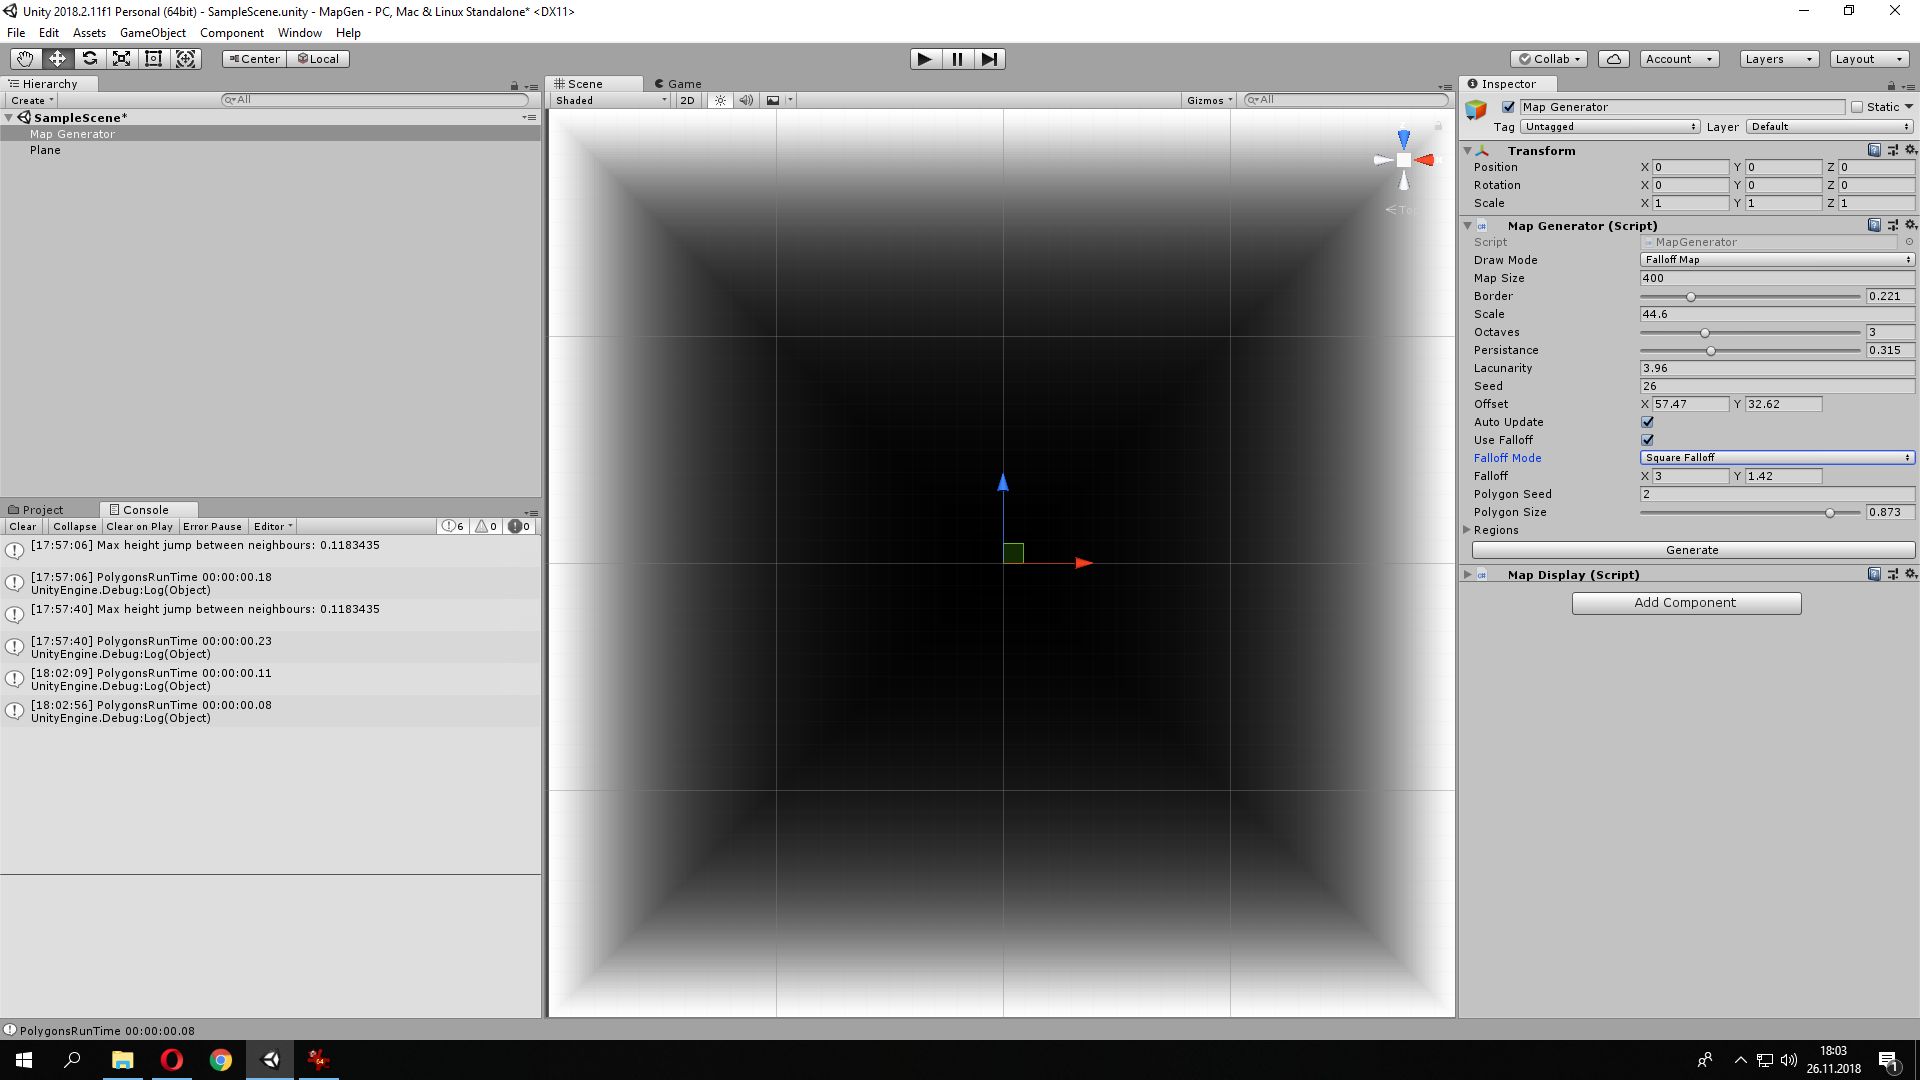 Unity 2018.2.11f1 Personal (64bit) - SampleScene.unity - MapGen - PC, Mac & Linux Standalone* <DX11>
File Edit Assets GameObject Component Window Help
Center Local Collab Account Layers Layout
Hierarchy
Create All
SampleScene*
Map Generator
Plane
Project Console
Clear Collapse Clear on Play Error Pause Editor 6 0 0
[17:57:06] Max height jump between neighbours: 0.1183435
[17:57:06] PolygonsRunTime 00:00:00.18
UnityEngine.Debug:Log(Object)
[17:57:40] Max height jump between neighbours: 0.1183435
[17:57:40] PolygonsRunTime 00:00:00.23
UnityEngine.Debug:Log(Object)
[18:02:09] PolygonsRunTime 00:00:00.11
UnityEngine.Debug:Log(Object)
[18:02:56] PolygonsRunTime 00:00:00.08
UnityEngine.Debug:Log(Object)
PolygonsRunTime 00:00:00.08
Scene Game
Shaded 2D Gizmos All
Top
Inspector
Map Generator Static
Tag Untagged Layer Default
Transform
Position X 0 Y 0 Z 0
Rotation X 0 Y 0 Z 0
Scale X 1 Y 1 Z 1
Map Generator (Script)
Script MapGenerator
Draw Mode Falloff Map
Map Size 400
Border 0.221
Scale 44.6
Octaves 3
Persistance 0.315
Lacunarity 3.96
Seed 26
Offset X 57.47 Y 32.62
Auto Update
Use Falloff
Falloff Mode Square Falloff
Falloff X 3 Y 1.42
Polygon Seed 2
Polygon Size 0.873
Regions
Generate
Map Display (Script)
Add Component
18:03
26.11.2018
1